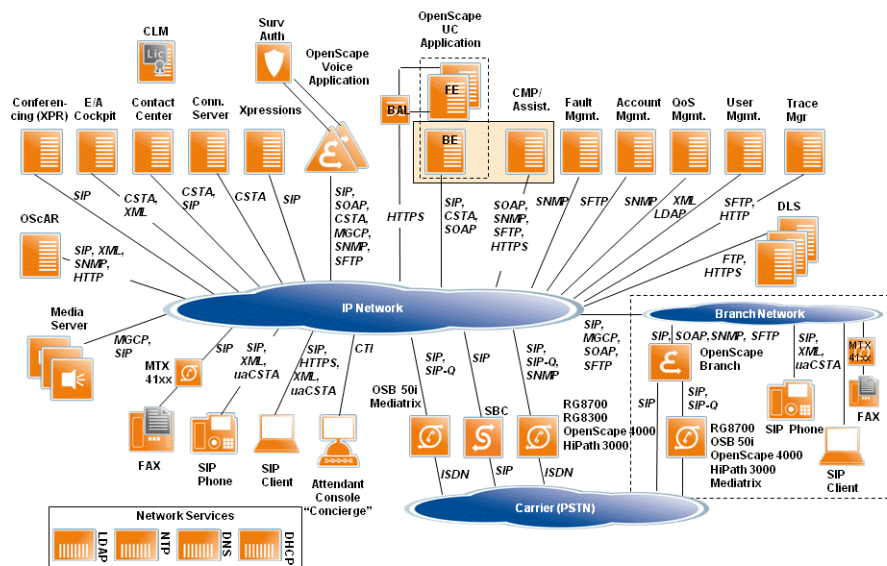 CLM
Surv
Auth
OpenScape
Voice
Application
OpenScape
UC
Application
FE
BAL
BE
CMP/
Assist.
Conferen-
cing (XPR)
E/A
Cockpit
Contact
Center
Conn.
Server
Xpressions
Fault
Mgmt.
Account
Mgmt.
QoS
Mgmt.
User
Mgmt.
Trace
Mgr
Lic
SIP
CSTA,
XML
CSTA,
SIP
CSTA
SIP
SIP,
SOAP,
CSTA,
MGCP,
SNMP,
SFTP
HTTPS
SIP,
CSTA,
SOAP
SOAP,
SNMP,
SFTP,
HTTPS
SNMP
SFTP
SNMP
XML
LDAP
SFTP,
HTTP
DLS
FTP,
HTTPS
OScAR
SIP, XML,
SNMP,
HTTP
IP Network
Branch Network
Media
Server
MGCP,
SIP
MTX
41xx
SIP
SIP,
XML,
uaCSTA
SIP,
HTTPS,
XML,
uaCSTA
CTI
SIP,
SIP-Q
SIP
SIP,
SIP-Q,
SNMP
SIP,
MGCP,
SOAP,
SFTP
SIP,
SOAP,SNMP, SFTP
OpenScape
Branch
SIP,
XML,
uaCSTA
MTX
41xx
FAX
SIP
Phone
SIP
Client
Attendant
Console
"Concierge"
OSB 50i
Mediatrix
SBC
RG8700
RG8300
OpenScape 4000
HiPath 3000
SIP
SIP,
SIP-Q
RG8700
OSB 50i
OpenScape 4000
HiPath 3000
Mediatrix
SIP Phone
FAX
SIP
Client
ISDN
SIP
ISDN
Carrier (PSTN)
Network Services
LDAP
NTP
DNS
DHCP